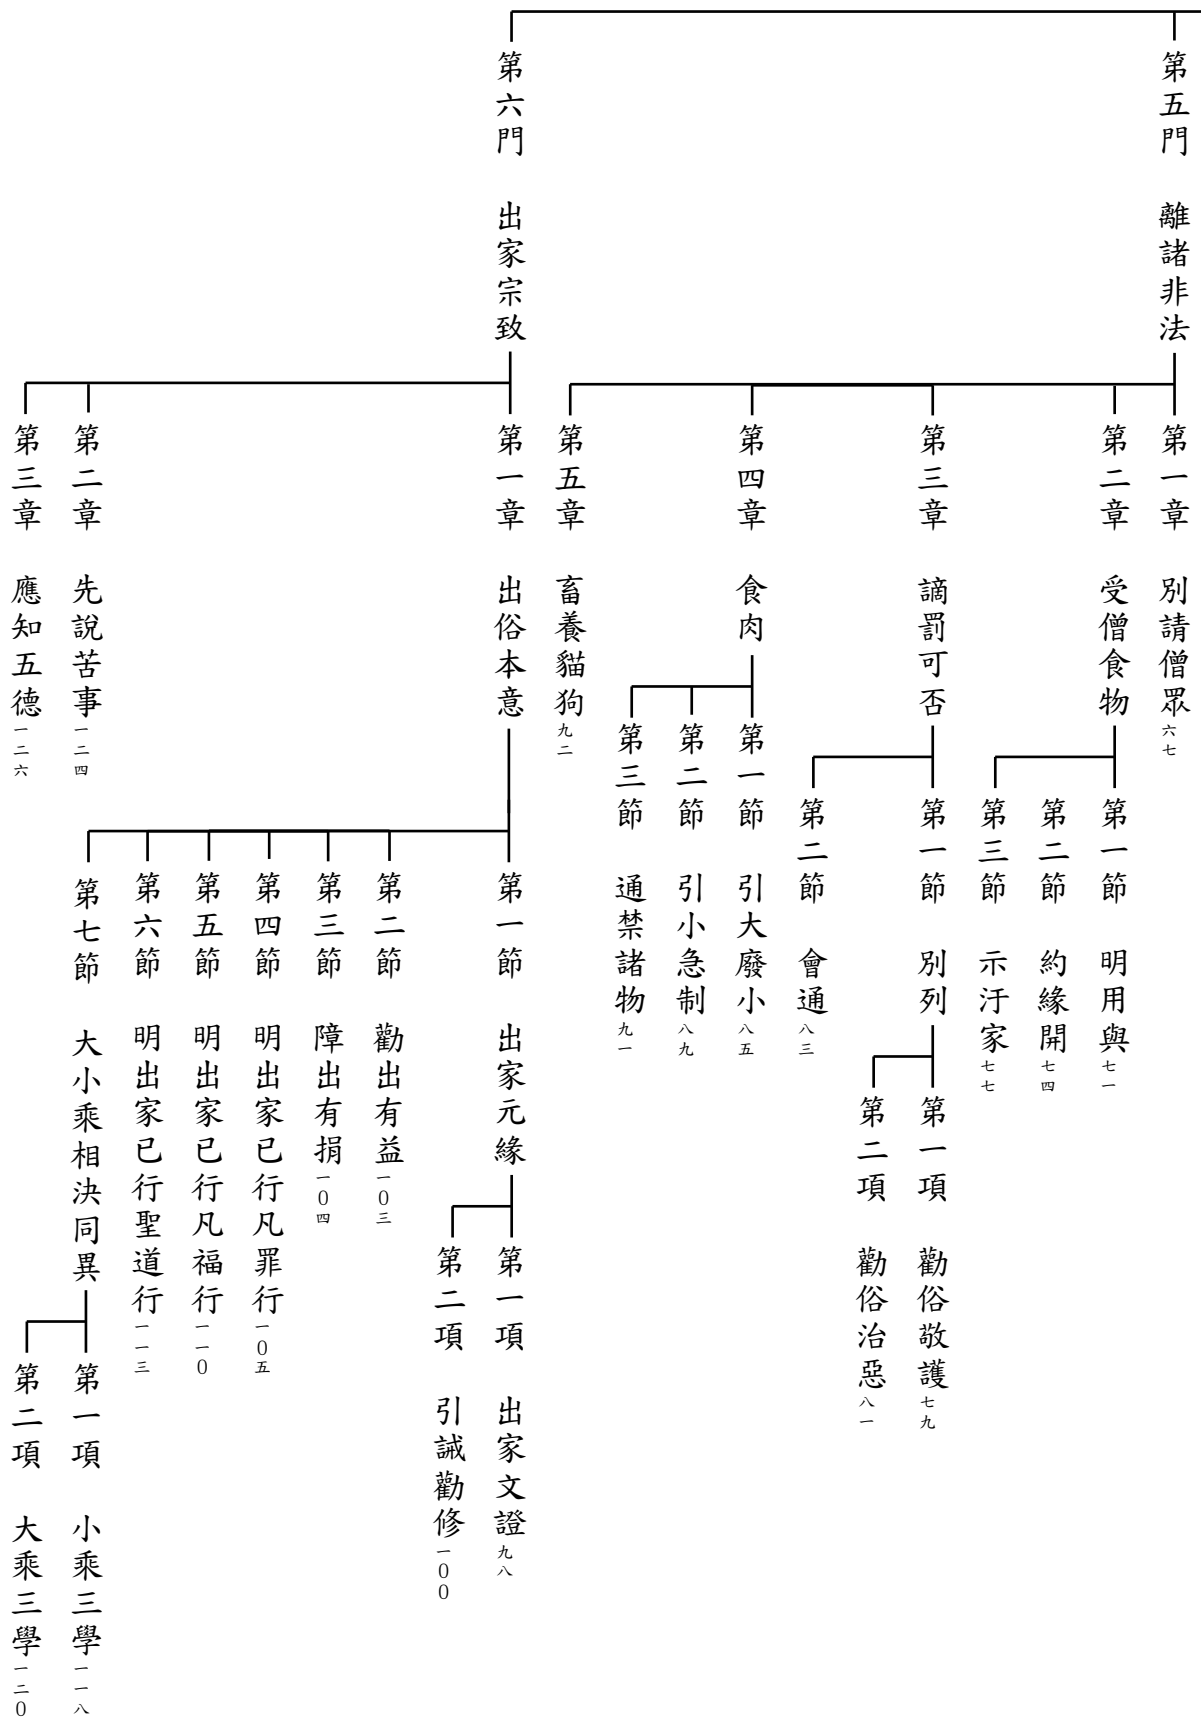 第五門　離諸非法
第一章　別請僧眾六七
第二章　受僧食物
第一節　明用與七一
第二節　約緣開七四
第三節　示汙家七七
第三章　謫罰可否
第一節　別列
第一項　勸俗敬護七九
第二項　勸俗治惡八一
第二節　會通八三
第四章　食肉
第一節　引大廢小八五
第二節　引小急制八九
第三節　通禁諸物九一
第五章　畜養貓狗九二
第六門　出家宗致
第一章　出俗本意
第一節　出家元緣
第一項　出家文證九八
第二項　引誡勸修一００
第二節　勸出有益一０三
第三節　障出有捐一０四
第四節　明出家已行凡罪行一０五
第五節　明出家已行凡福行一一０
第六節　明出家已行聖道行一一三
第七節　大小乘相決同異
第一項　小乘三學一一八
第二項　大乘三學一二０
第二章　先說苦事一二四
第三章　應知五德一二六